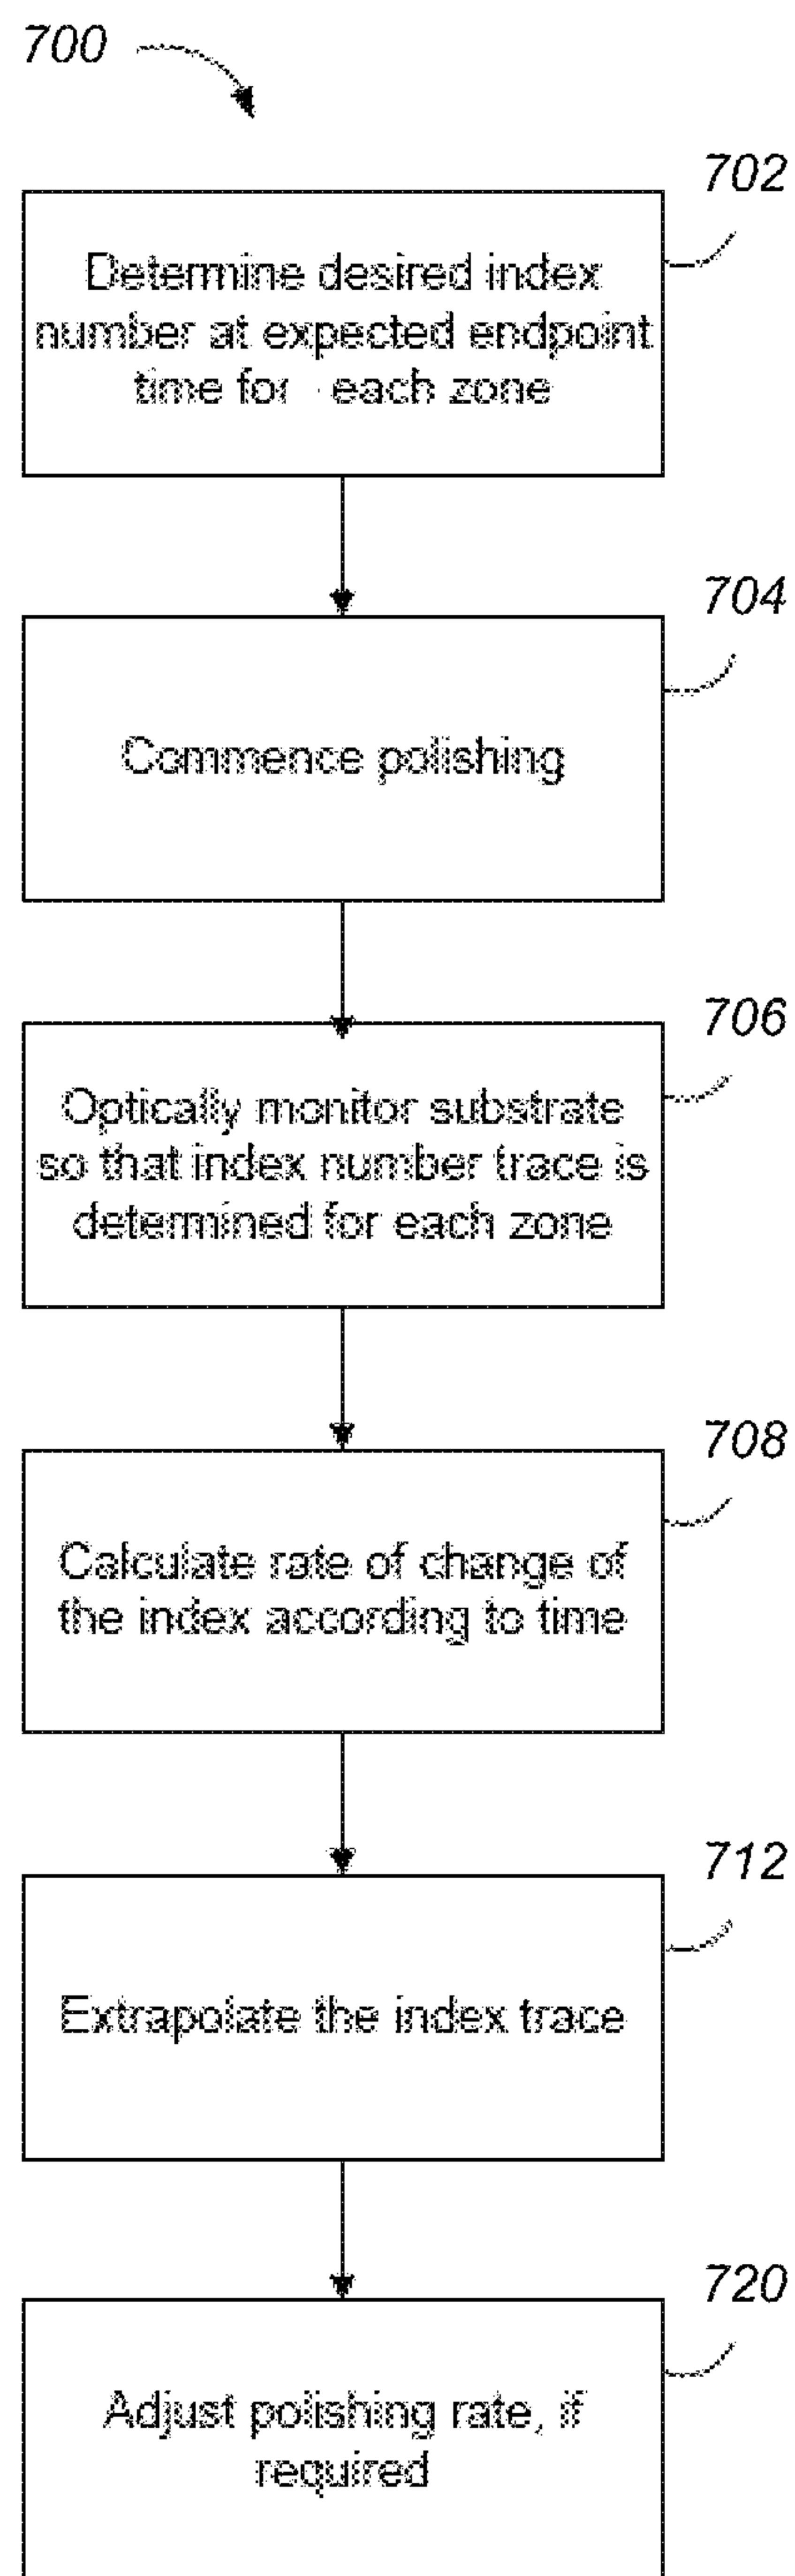 700
702
Determine desired index
number at expected endpoint
time for each zone
704
Commence polishing
706
Optically monitor substrate
so that index number trace is
determined for each zone
708
Calculate rate of change of
the index according to time
712
Extrapolate the index trace
720
Adjust polishing rate, if
required